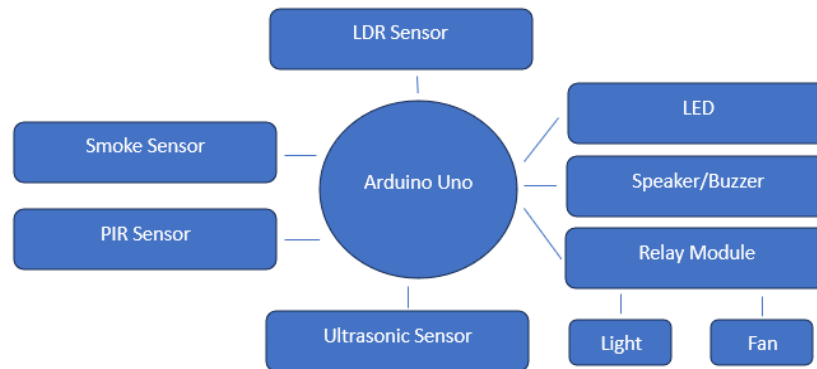 LDR Sensor
LED
Smoke Sensor
Arduino Uno
Speaker/Buzzer
PIR Sensor
Relay Module
Ultrasonic Sensor
Light
Fan